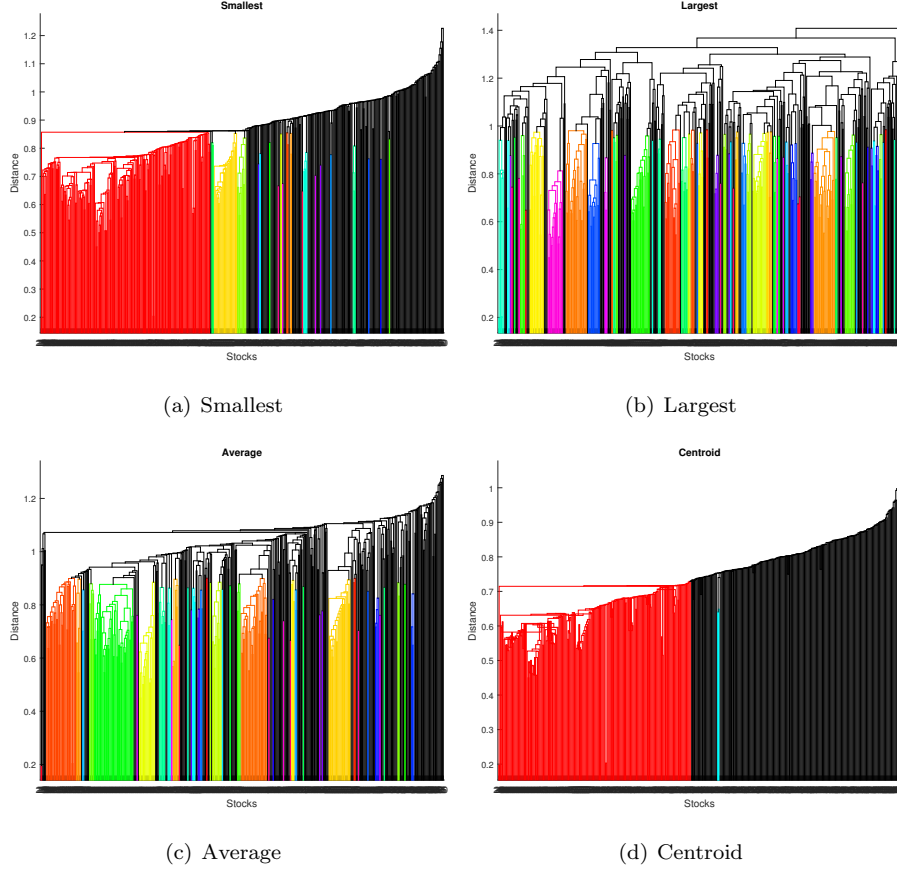 Smallest
1.2
1.1
1
0.9
0.8
0.7
0.6
0.5
0.4
0.3
0.2
Distance
Stocks
(a) Smallest
Largest
1.4
1.2
1
0.8
0.6
0.4
0.2
Distance
Stocks
(b) Largest
Average
1.2
1
0.8
0.6
0.4
0.2
Distance
Stocks
(c) Average
Centroid
1
0.9
0.8
0.7
0.6
0.5
0.4
0.3
0.2
Distance
Stocks
(d) Centroid